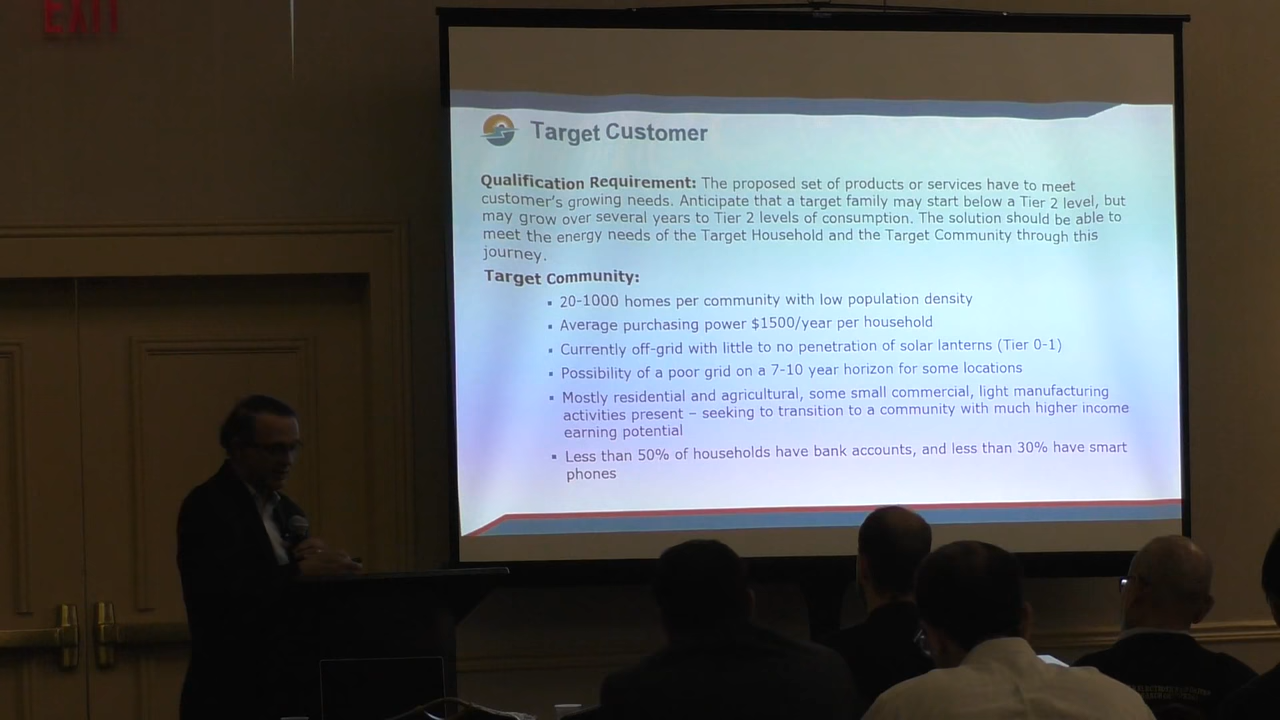 EXIT
Target Customer
Qualification Requirement: The proposed set of products or services have to meet
customer's growing needs. Anticipate that a target family may start below a Tier 2 level, but
may grow over several years to Tier 2 levels of consumption. The solution should be able to
meet the energy needs of the Target Household and the Target Community through this
journey.
Target Community:
▪ 20-1000 homes per community with low population density
▪ Average purchasing power $1500/year per household
▪ Currently off-grid with little to no penetration of solar lanterns (Tier 0-1)
▪ Possibility of a poor grid on a 7-10 year horizon for some locations
▪ Mostly residential and agricultural, some small commercial, light manufacturing
activities present – seeking to transition to a community with much higher income
earning potential
▪ Less than 50% of households have bank accounts, and less than 30% have smart
phones